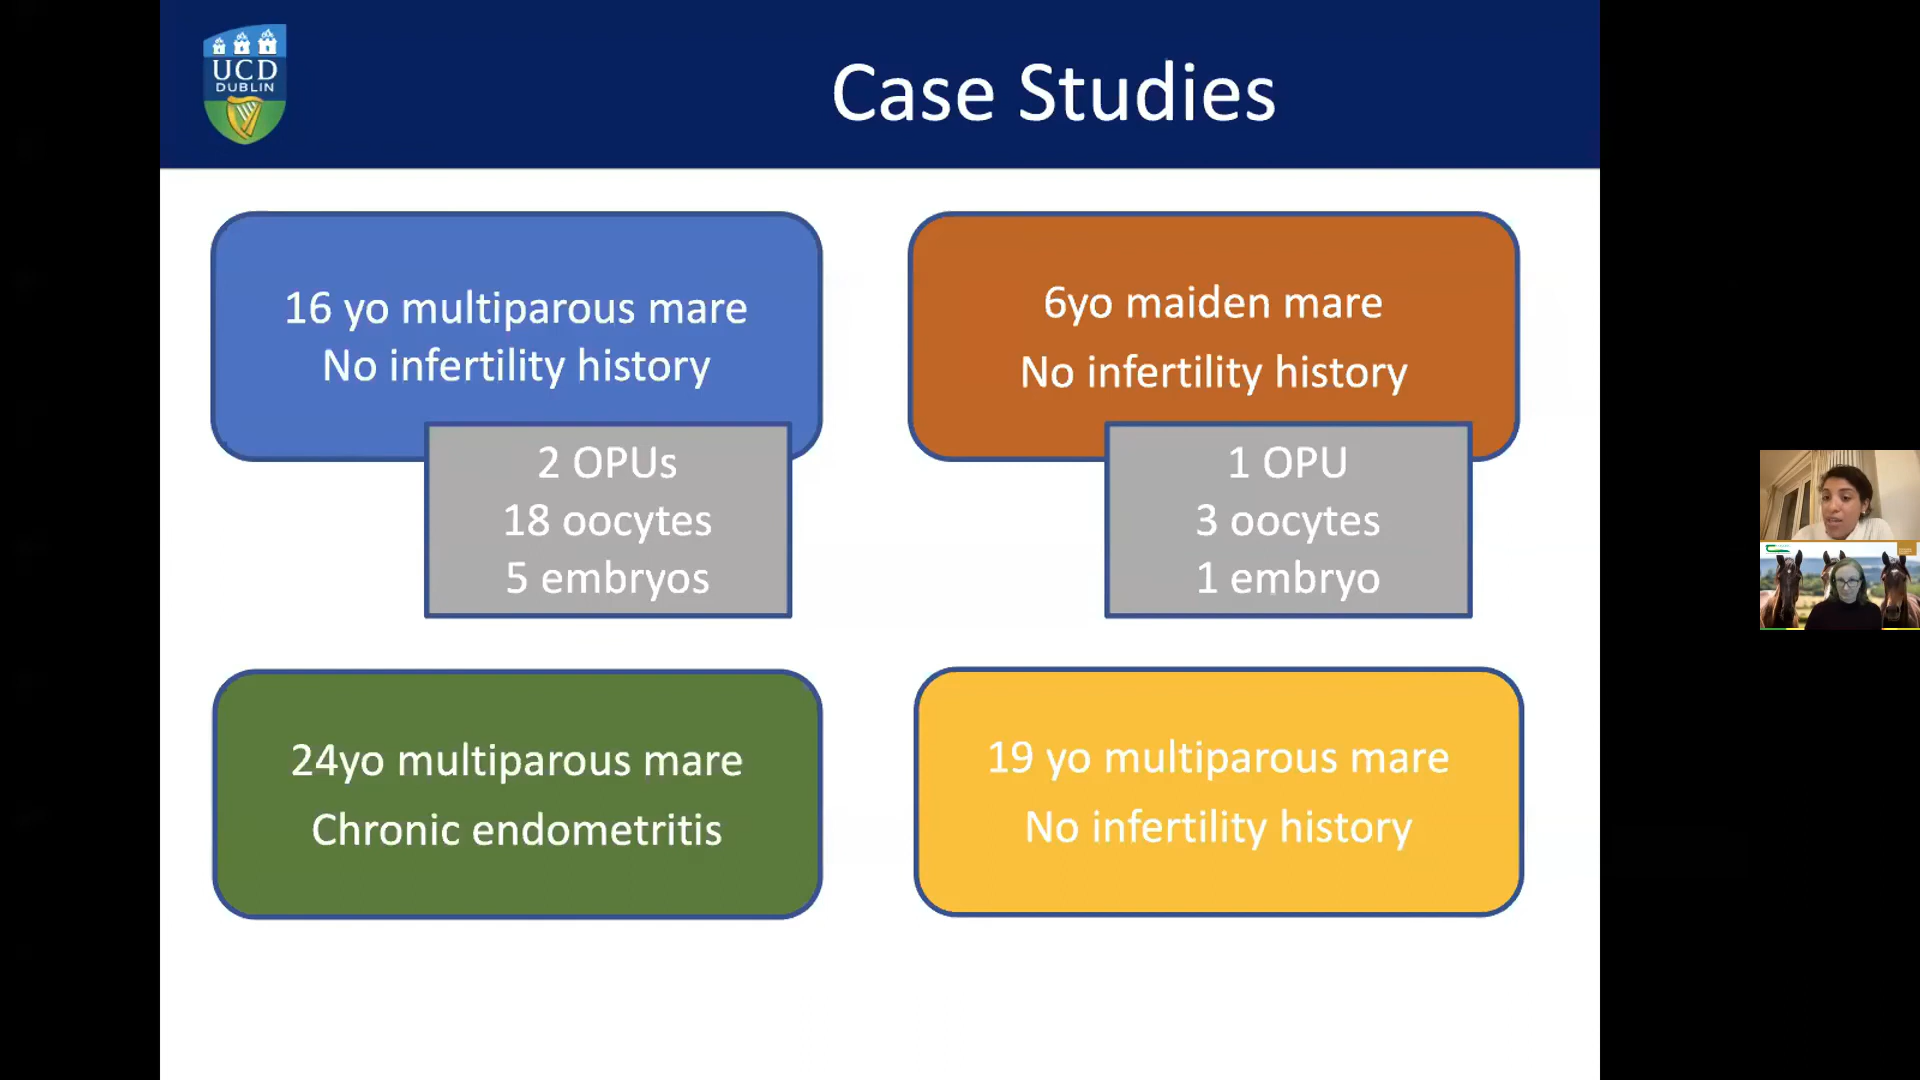 UCD
DUBLIN
Case Studies
16 yo multiparous mare
No infertility history
2 OPUs
18 oocytes
5 embryos
6yo maiden mare
No infertility history
1 OPU
3 oocytes
1 embryo
24yo multiparous mare
Chronic endometritis
19 yo multiparous mare
No infertility history